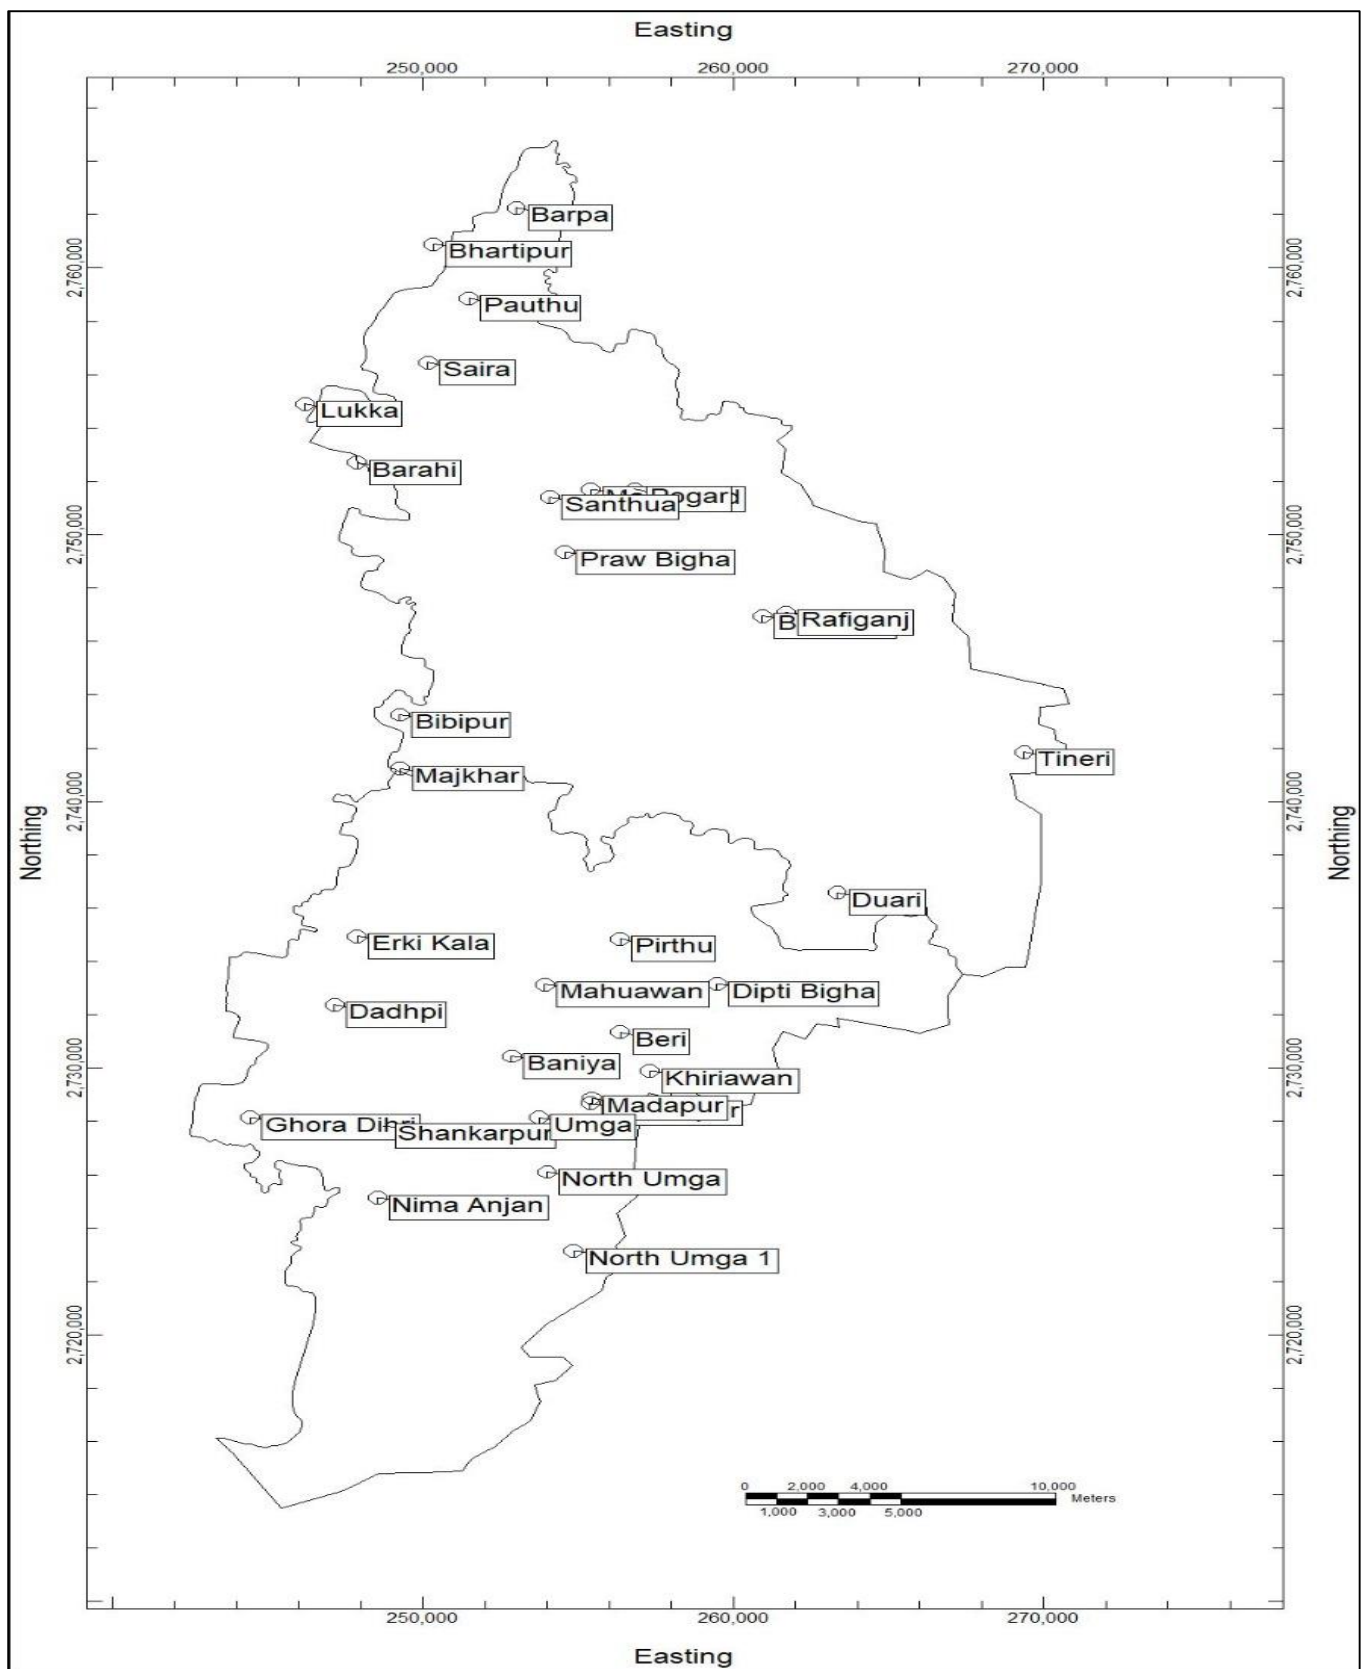 Easting
250,000 260,000 270,000
Barpa
Bhartipur
2,760,000 2,760,000
Pauthu
Saira
Lukka
Barahi
Santhua
2,750,000 2,750,000
Praw Bigha
Rafiganj
Bibipur
Tineri
Majkhar
2,740,000 2,740,000
Northing Northing
Duari
Erki Kala Pirthu
Mahuawan Dipti Bigha
Dadhpi
Beri
Baniya
2,730,000 2,730,000
Khiriawan
Madapur
Ghora Dihri Umga
Shankarpur
North Umga
Nima Anjan
North Umga 1
2,720,000 2,720,000
0 2,000 4,000 10,000
Meters
1,000 3,000 5,000
250,000 260,000 270,000
Easting